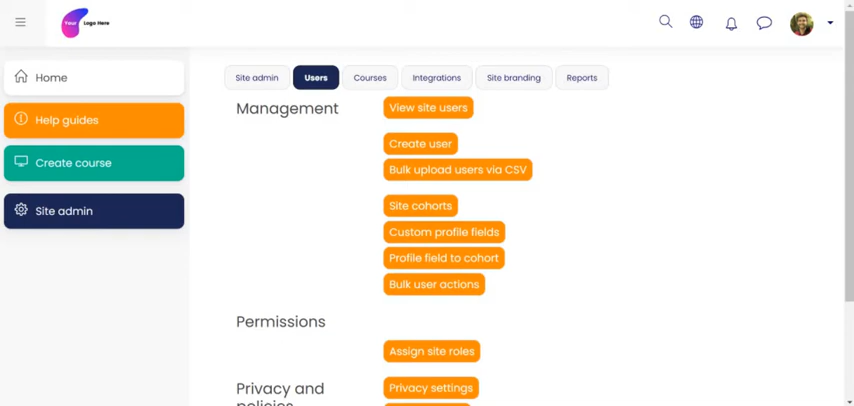 Your Logo Here
Home
Help guides
Create course
Site admin
Site admin Users Courses Integrations Site branding Reports
Management
View site users
Create user
Bulk upload users via CSV
Site cohorts
Custom profile fields
Profile field to cohort
Bulk user actions
Permissions
Assign site roles
Privacy and
policies
Privacy settings